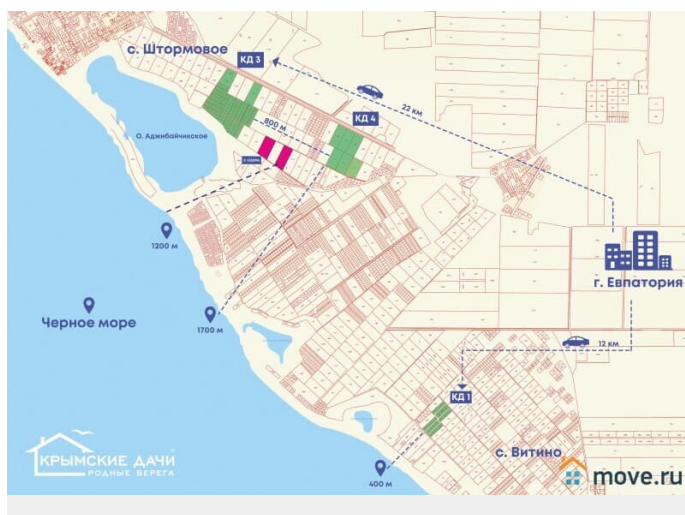 с. Штормовое
КД 3
22 км
800 м
КД 4
О. Аджибайчикское
1200 м
г. Евпатория
1700 м
Черное море
12 км
КД 1
КРЫМСКИЕ ДАЧИ
РОДНЫЕ БЕРЕГА
с. Витино
400 м
move.ru